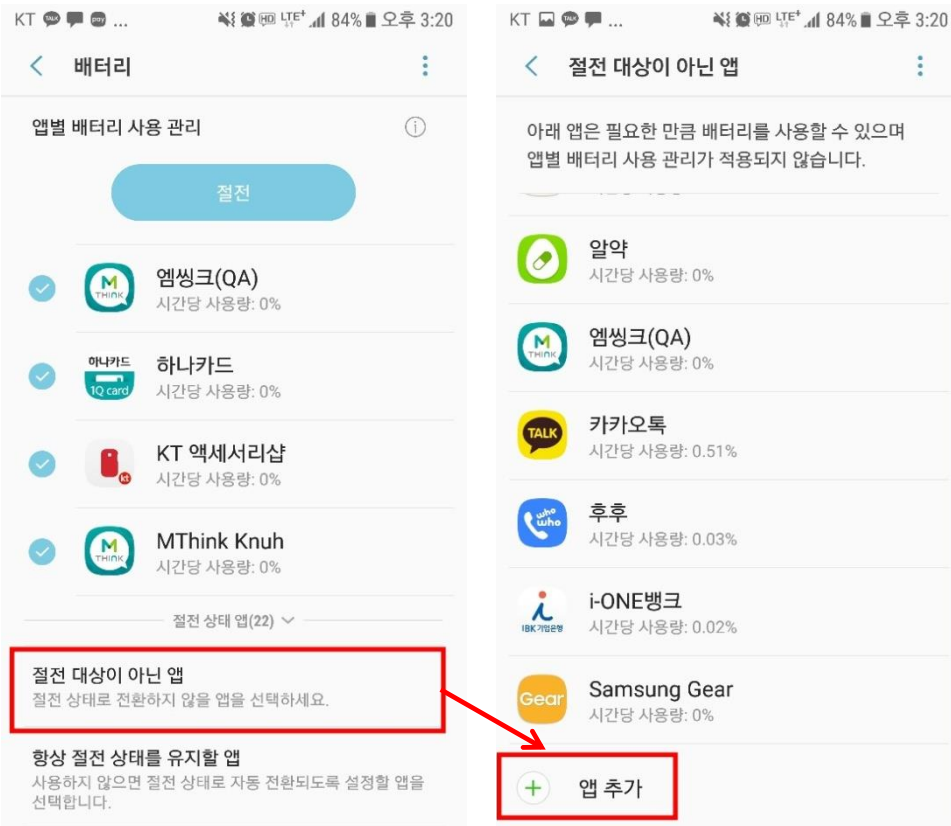 KT TALK pay ... HD LTE+ 84% 오후 3:20
배터리
앱별 배터리 사용 관리
절전
M THINK
엠씽크(QA)
시간당 사용량: 0%
하나카드 1Q card
하나카드
시간당 사용량: 0%
kt
KT 액세서리샵
시간당 사용량: 0%
M THINK
MThink Knuh
시간당 사용량: 0%
절전 상태 앱(22)
절전 대상이 아닌 앱
절전 상태로 전환하지 않을 앱을 선택하세요.
항상 절전 상태를 유지할 앱
사용하지 않으면 절전 상태로 자동 전환되도록 설정할 앱을
선택합니다.
KT TALK ... HD LTE+ 84% 오후 3:20
절전 대상이 아닌 앱
아래 앱은 필요한 만큼 배터리를 사용할 수 있으며
앱별 배터리 사용 관리가 적용되지 않습니다.
알약
시간당 사용량: 0%
M THINK
엠씽크(QA)
시간당 사용량: 0%
TALK
카카오톡
시간당 사용량: 0.51%
who who
후후
시간당 사용량: 0.03%
IBK기업은행
i-ONE뱅크
시간당 사용량: 0.02%
Gear
Samsung Gear
시간당 사용량: 0%
앱 추가